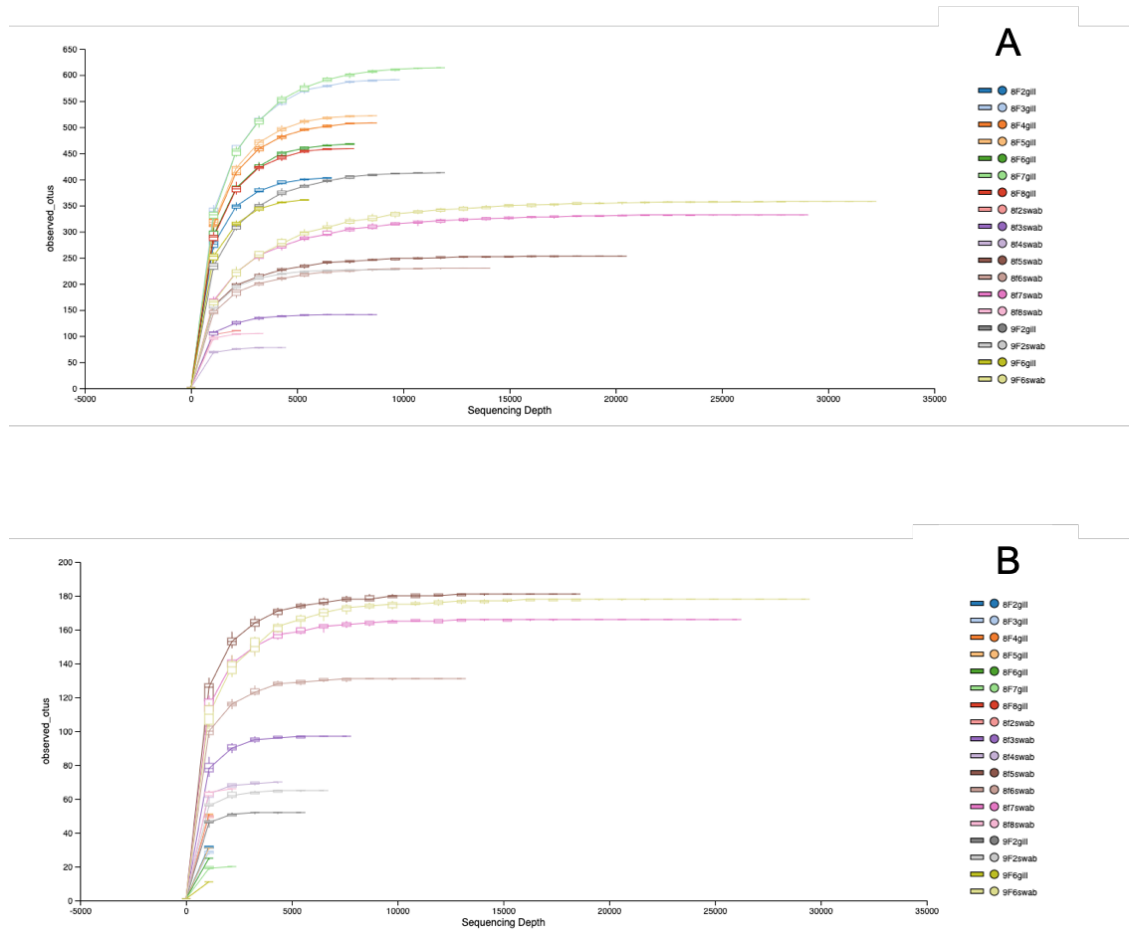 A
650
600
550
500
450
400
350
300
250
200
150
100
50
0
observed_otus
-5000 0 5000 10000 15000 20000 25000 30000 35000
Sequencing Depth
8F2gill
8F3gill
8F4gill
8F5gill
8F6gill
8F7gill
8F8gill
8f2swab
8f3swab
8f4swab
8f5swab
8f6swab
8f7swab
8f8swab
9F2gill
9F2swab
9F6gill
9F6swab
B
200
180
160
140
120
100
80
60
40
20
0
observed_otus
-5000 0 5000 10000 15000 20000 25000 30000 35000
Sequencing Depth
8F2gill
8F3gill
8F4gill
8F5gill
8F6gill
8F7gill
8F8gill
8f2swab
8f3swab
8f4swab
8f5swab
8f6swab
8f7swab
8f8swab
9F2gill
9F2swab
9F6gill
9F6swab